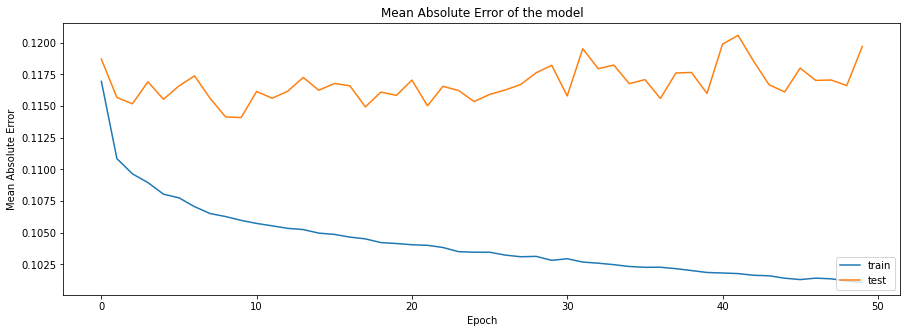 Mean Absolute Error of the model
0.1200
0.1175
0.1150
0.1125
0.1100
0.1075
0.1050
0.1025
Mean Absolute Error
train
test
0
10
20
30
40
50
Epoch